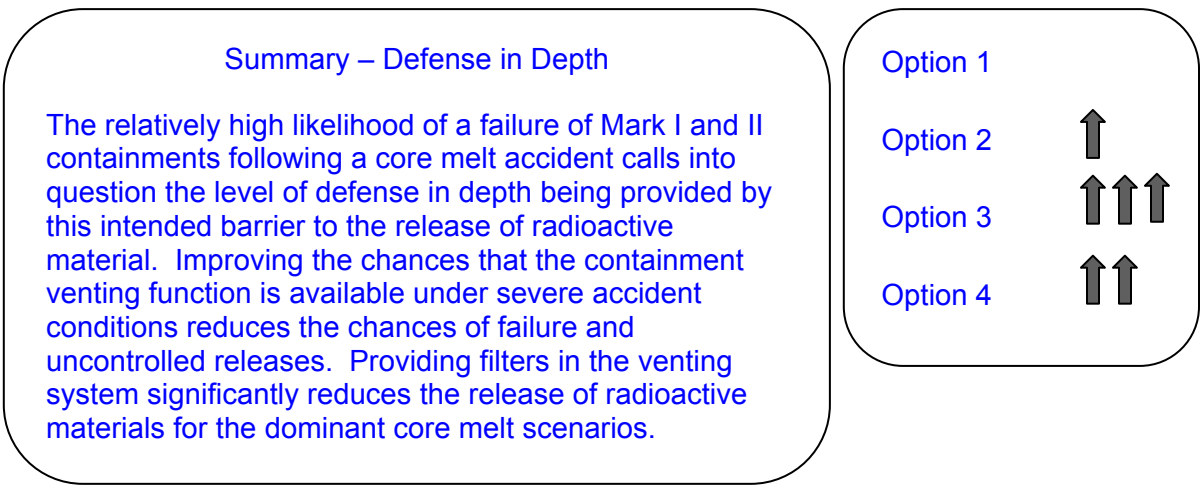 Summary – Defense in Depth
The relatively high likelihood of a failure of Mark I and II
containments following a core melt accident calls into
question the level of defense in depth being provided by
this intended barrier to the release of radioactive
material.  Improving the chances that the containment
venting function is available under severe accident
conditions reduces the chances of failure and
uncontrolled releases.  Providing filters in the venting
system significantly reduces the release of radioactive
materials for the dominant core melt scenarios.
Option 1
Option 2
Option 3
Option 4